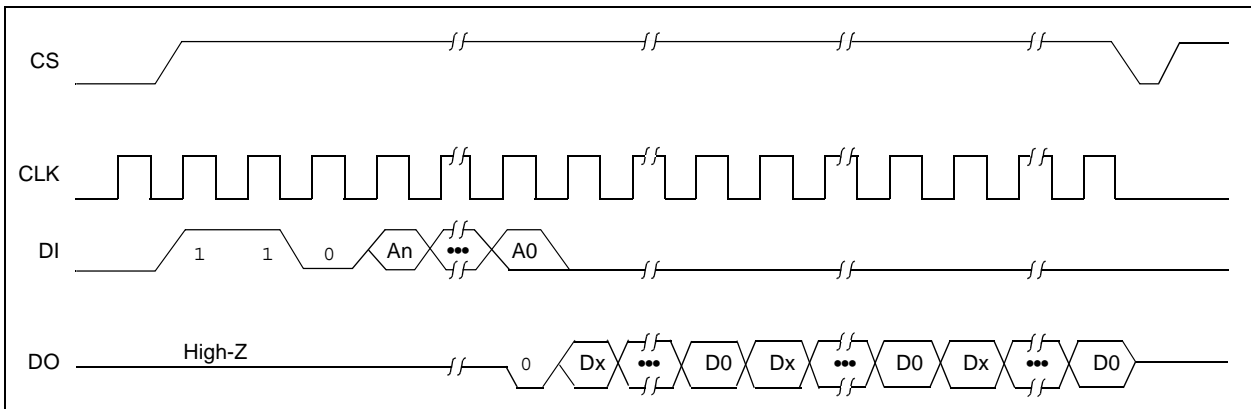 CS
CLK
DI 1 1 0 An ••• A0
High-Z
DO 0 Dx ••• D0 Dx ••• D0 Dx ••• D0